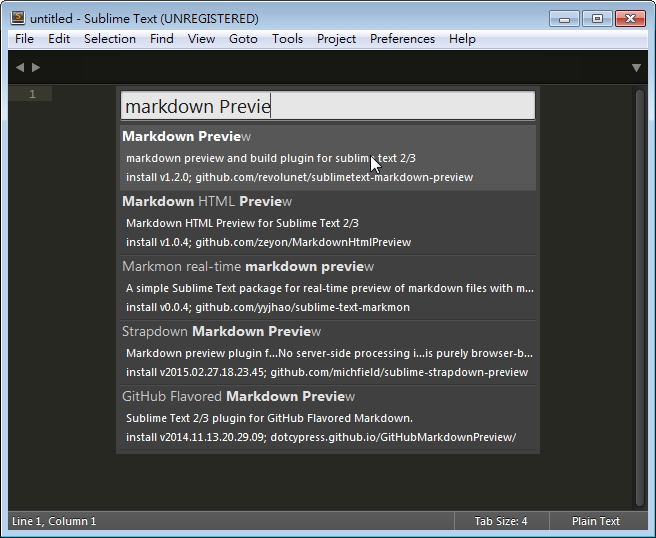 untitled - Sublime Text (UNREGISTERED)
File Edit Selection Find View Goto Tools Project Preferences Help
1
markdown Previe
Markdown Preview
markdown preview and build plugin for sublime text 2/3
install v1.2.0; github.com/revolunet/sublimetext-markdown-preview
Markdown HTML Preview
Markdown HTML Preview for Sublime Text 2/3
install v1.0.4; github.com/zeyon/MarkdownHtmlPreview
Markmon real-time markdown preview
A simple Sublime Text package for real-time preview of markdown files with m...
install v0.0.4; github.com/yyjhao/sublime-text-markmon
Strapdown Markdown Preview
Markdown preview plugin f...No server-side processing i...is purely browser-b...
install v2015.02.27.18.23.45; github.com/michfield/sublime-strapdown-preview
GitHub Flavored Markdown Preview
Sublime Text 2/3 plugin for GitHub Flavored Markdown.
install v2014.11.13.20.29.09; dotcypress.github.io/GitHubMarkdownPreview/
Line 1, Column 1 Tab Size: 4 Plain Text